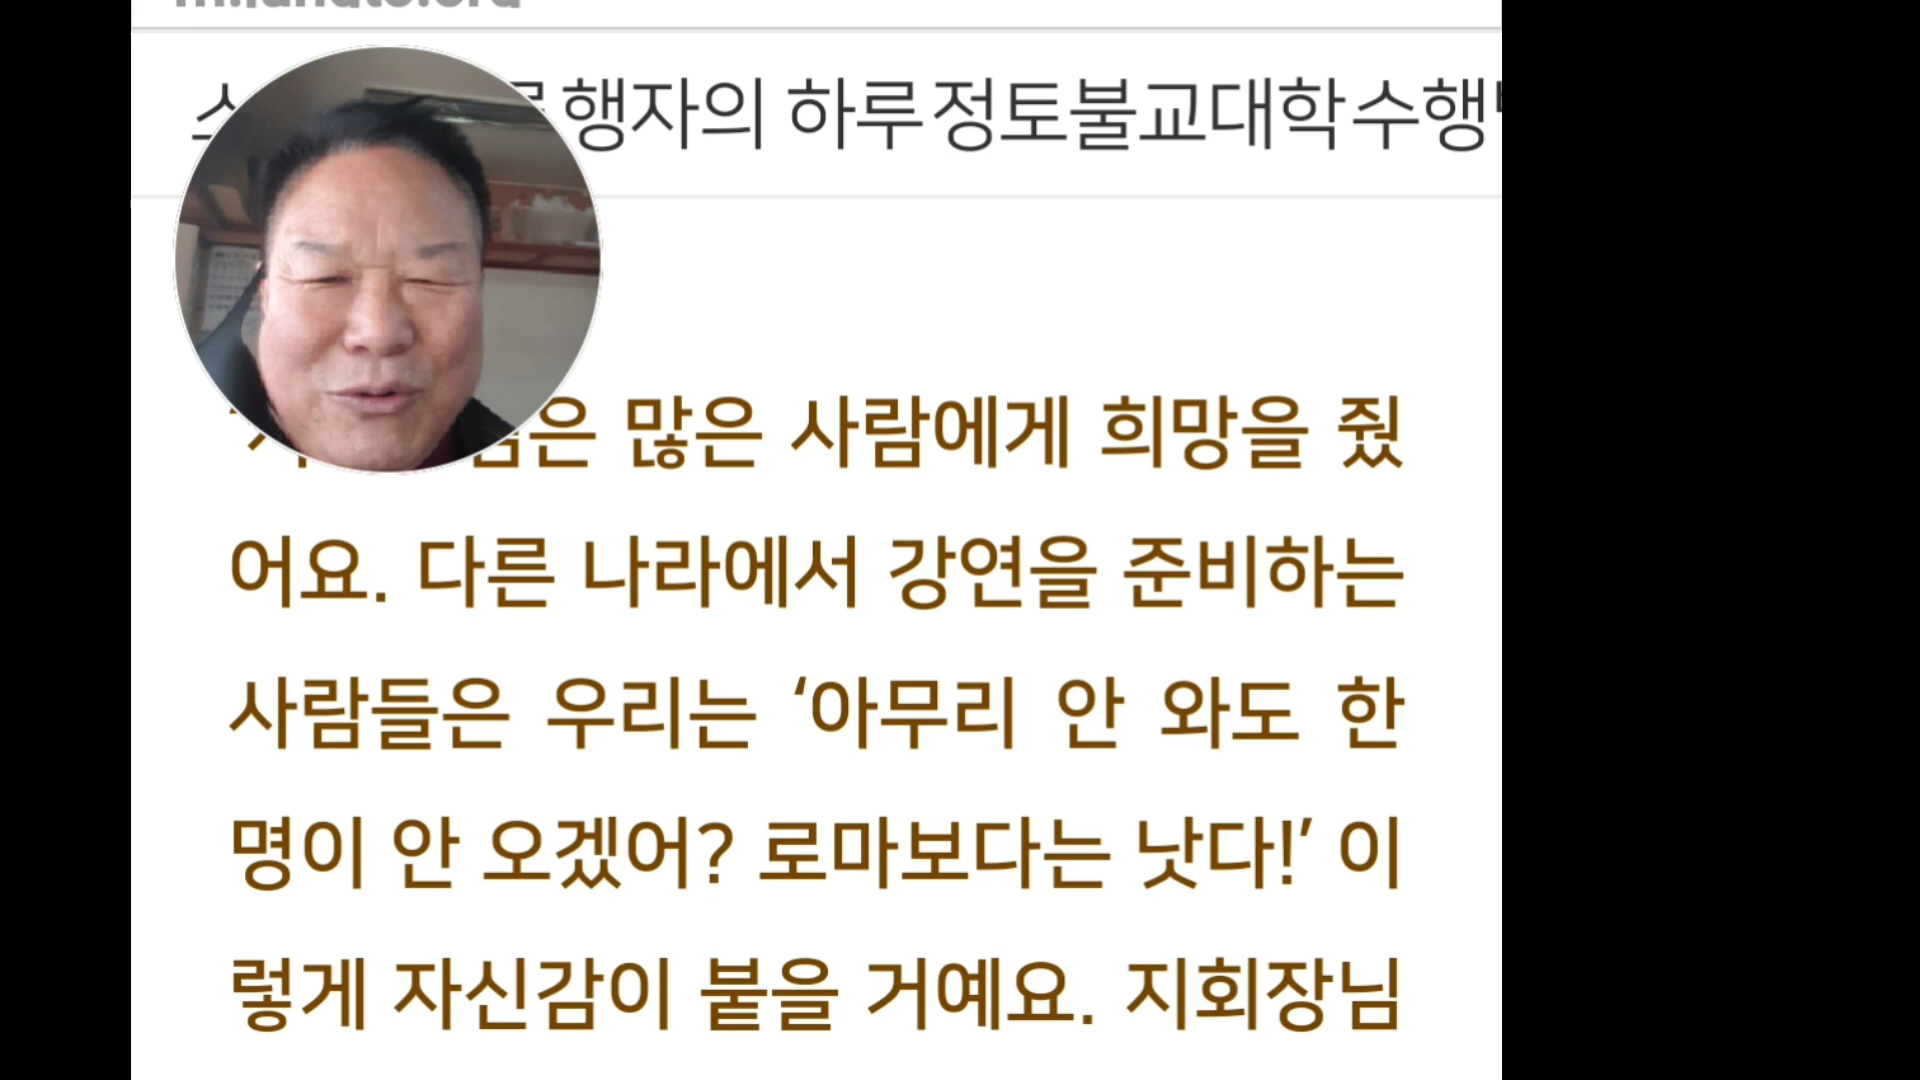 행자의 하루 정토불교대학 수행
많은 사람에게 희망을 줬
어요. 다른 나라에서 강연을 준비하는
사람들은 우리는 ‘아무리 안 와도 한
명이 안 오겠어? 로마보다는 낫다!’ 이
렇게 자신감이 붙을 거예요. 지회장님